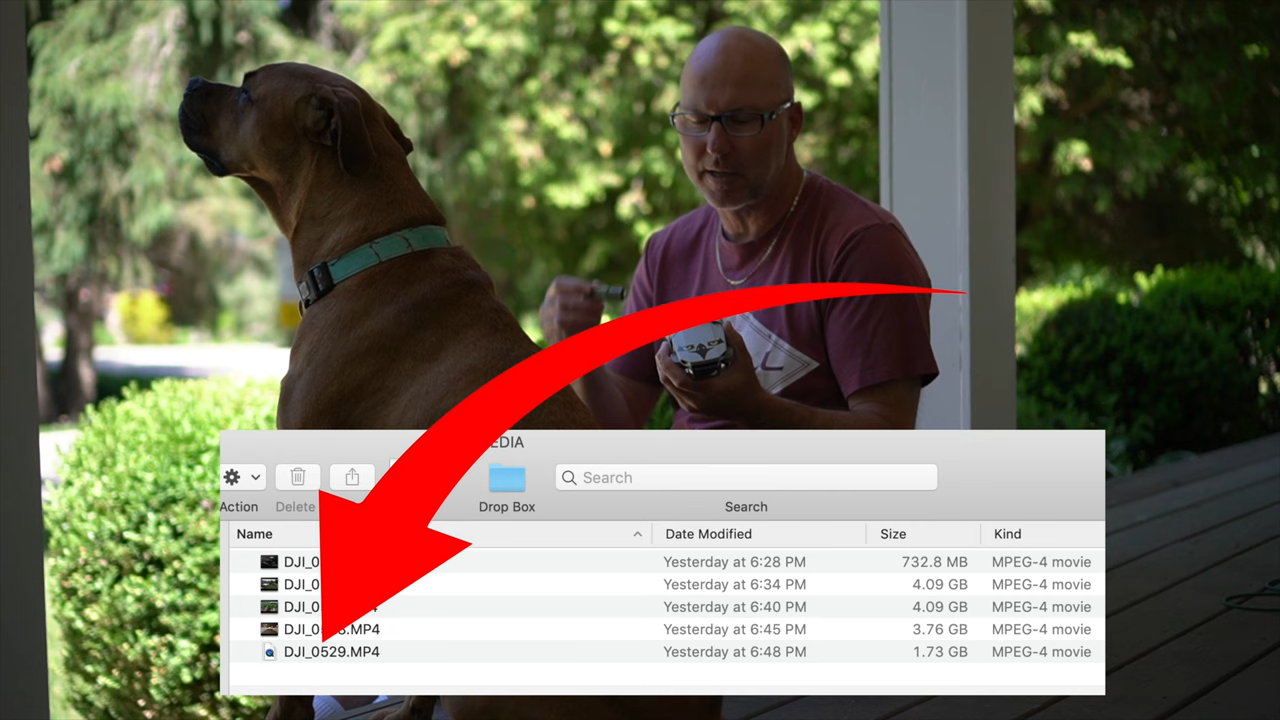 EDIA
Search
Action Delete Drop Box Search
Name Date Modified Size Kind
DJI_0 Yesterday at 6:28 PM 732.8 MB MPEG-4 movie
DJI_0 Yesterday at 6:34 PM 4.09 GB MPEG-4 movie
DJI_0 Yesterday at 6:40 PM 4.09 GB MPEG-4 movie
DJI_0 .MP4 Yesterday at 6:45 PM 3.76 GB MPEG-4 movie
DJI_0529.MP4 Yesterday at 6:48 PM 1.73 GB MPEG-4 movie